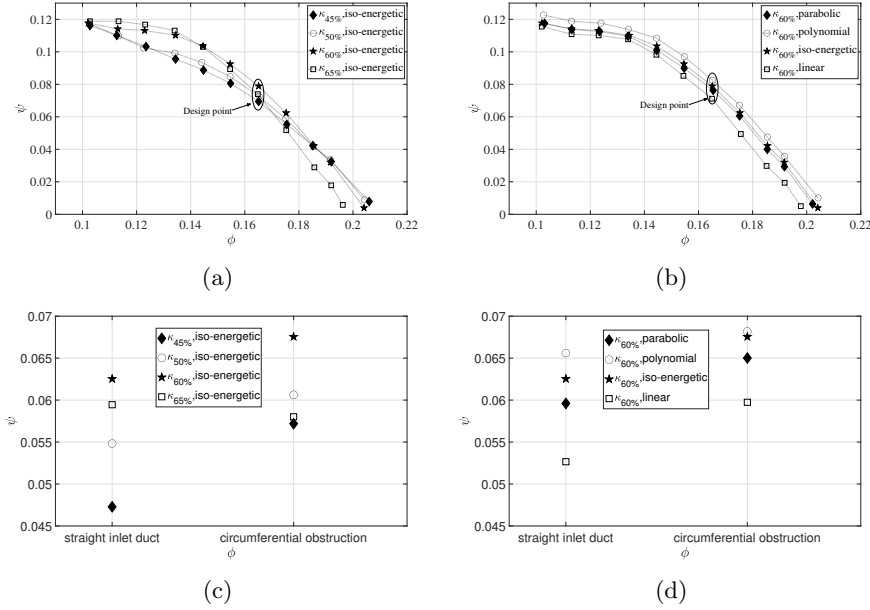 0.12
0.1
0.08
0.06
0.04
0.02
0
ψ
0.1 0.12 0.14 0.16 0.18 0.2 0.22
ϕ
κ45%,iso-energetic
κ50%,iso-energetic
κ60%,iso-energetic
κ65%,iso-energetic
Design point
(a)
0.12
0.1
0.08
0.06
0.04
0.02
0
ψ
0.1 0.12 0.14 0.16 0.18 0.2 0.22
ϕ
κ60%,parabolic
κ60%,polynomial
κ60%,iso-energetic
κ60%,linear
Design point
(b)
0.07
0.065
0.06
0.055
0.05
0.045
ψ
κ45%,iso-energetic
κ50%,iso-energetic
κ60%,iso-energetic
κ65%,iso-energetic
straight inlet duct circumferential obstruction
ϕ
(c)
0.07
0.065
0.06
0.055
0.05
0.045
ψ
κ60%,parabolic
κ60%,polynomial
κ60%,iso-energetic
κ60%,linear
straight inlet duct circumferential obstruction
ϕ
(d)